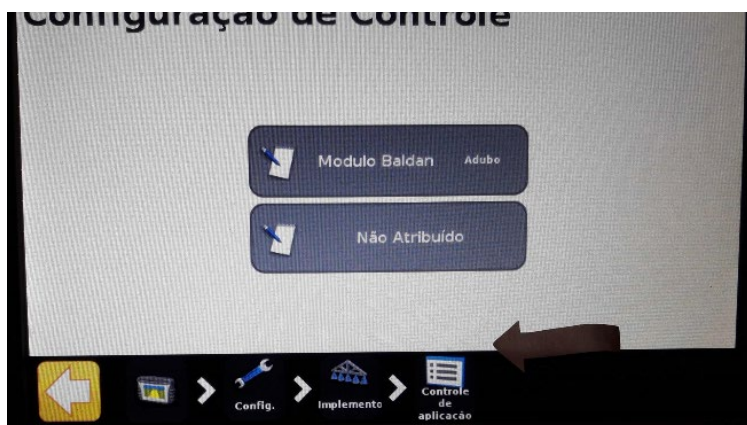 Configuração de Controle
Modulo Baldan Adubo
Não Atribuído
Config.
Implemento
Controle
de
aplicação